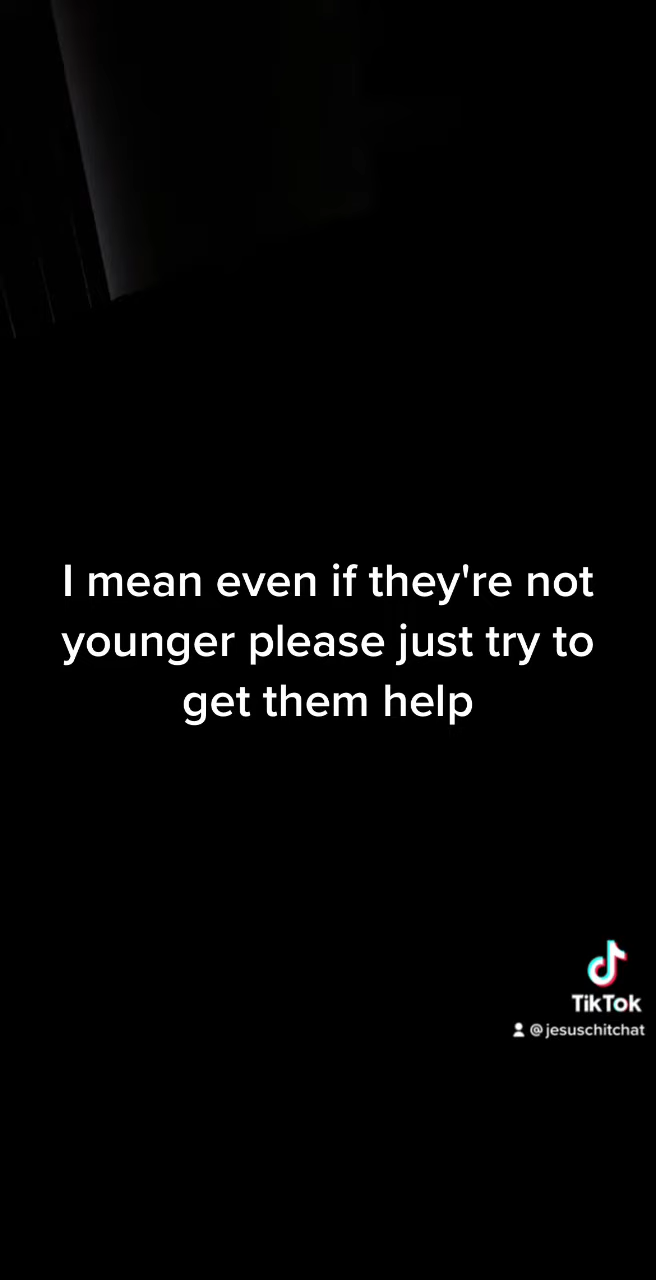 I mean even if they're not
younger please just try to
get them help
TikTok
@jesuschitchat